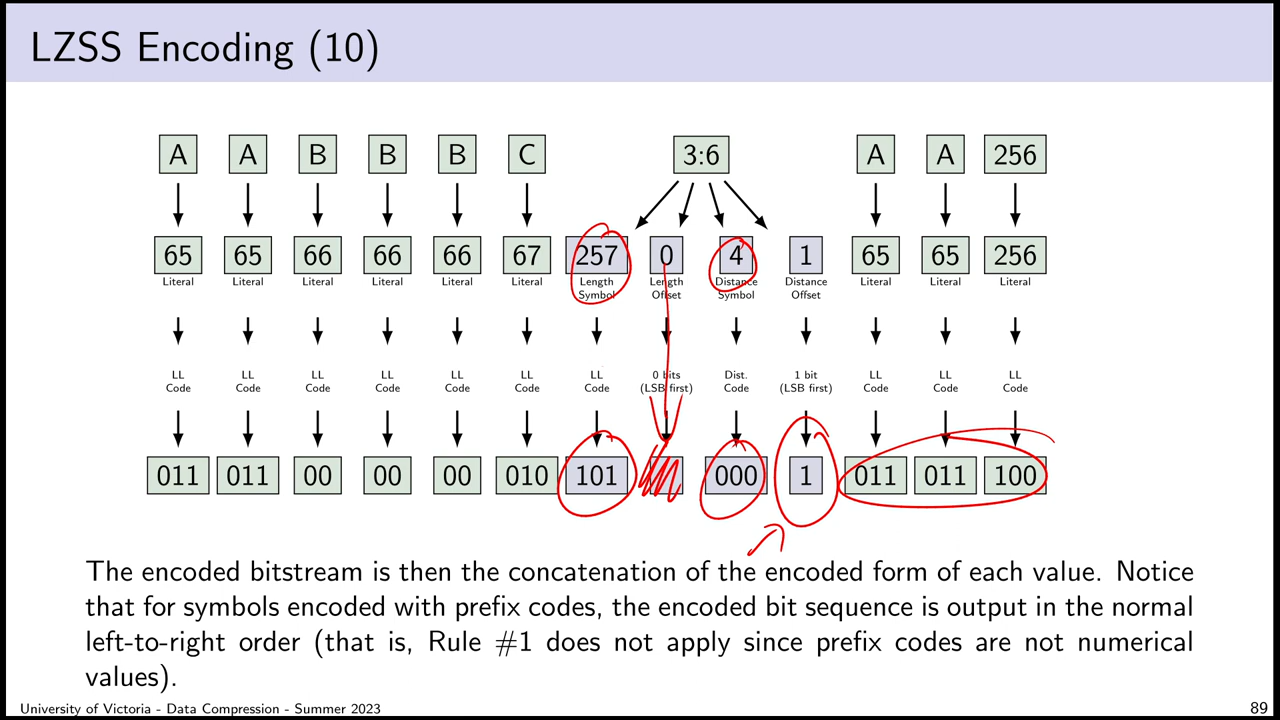 LZSS Encoding (10)
A A B B B C 3:6 A A 256
65 65 66 66 66 67 257 0 4 1 65 65 256
Literal Literal Literal Literal Literal Literal Length Symbol Length Offset Distance Symbol Distance Offset Literal Literal Literal
LL Code LL Code LL Code LL Code LL Code LL Code LL Code 0 bits (LSB first) Dist. Code 1 bit (LSB first) LL Code LL Code LL Code
011 011 00 00 00 010 101 000 1 011 011 100
The encoded bitstream is then the concatenation of the encoded form of each value. Notice
that for symbols encoded with prefix codes, the encoded bit sequence is output in the normal
left-to-right order (that is, Rule #1 does not apply since prefix codes are not numerical
values).
University of Victoria - Data Compression - Summer 2023 89